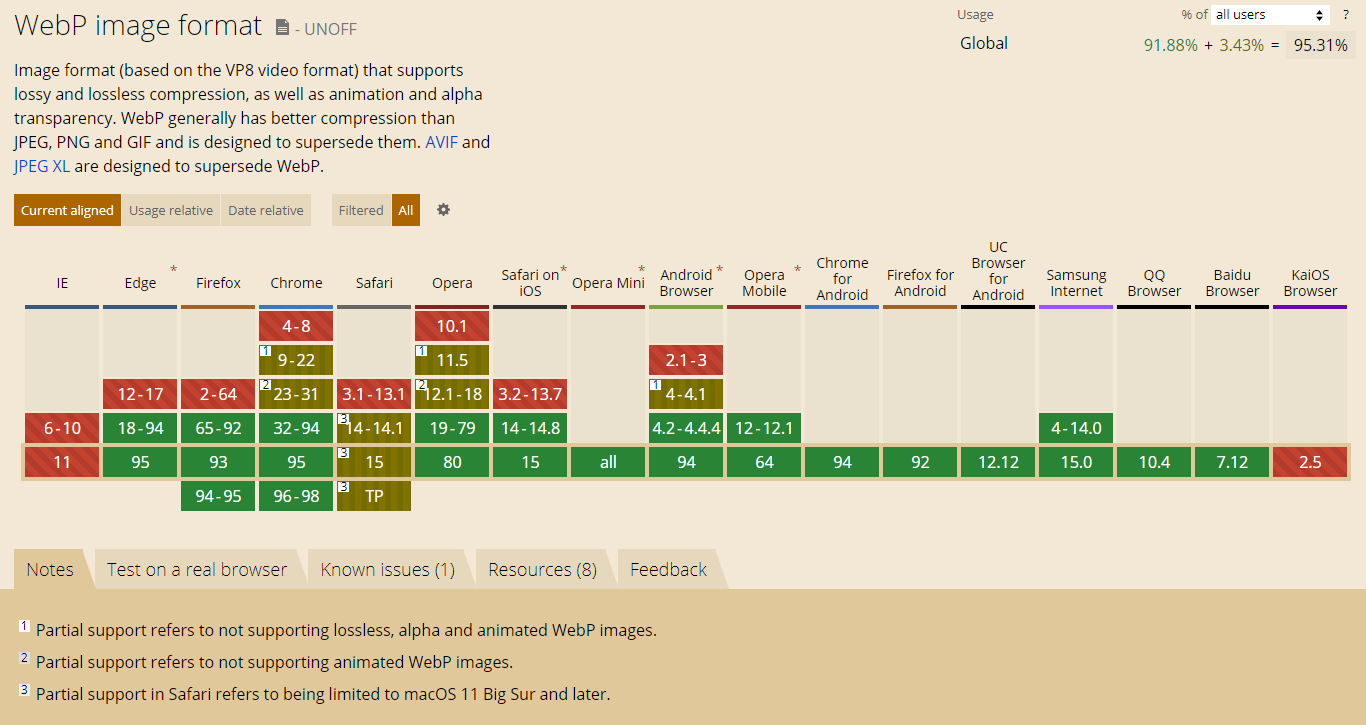 WebP image format - UNOFF
Usage % of all users ?
Global 91.88% + 3.43% = 95.31%
Image format (based on the VP8 video format) that supports
lossy and lossless compression, as well as animation and alpha
transparency. WebP generally has better compression than
JPEG, PNG and GIF and is designed to supersede them. AVIF and
JPEG XL are designed to supersede WebP.
Current aligned Usage relative Date relative Filtered All
IE
Edge *
Firefox
Chrome
Safari
Opera
Safari on *
iOS
Opera Mini *
Android *
Browser
Opera *
Mobile
Chrome
for
Android
Firefox for
Android
UC
Browser
for
Android
Samsung
Internet
QQ
Browser
Baidu
Browser
KaiOS
Browser
4-8 10.1
1 9-22 1 11.5 2.1-3
12-17 2-64 2 23-31 3.1-13.1 2 12.1-18 3.2-13.7 1 4-4.1
6-10 18-94 65-92 32-94 3 14-14.1 19-79 14-14.8 4.2-4.4.4 12-12.1 4-14.0
11 95 93 95 3 15 80 15 all 94 64 94 92 12.12 15.0 10.4 7.12 2.5
94-95 96-98 3 TP
Notes Test on a real browser Known issues (1) Resources (8) Feedback
1 Partial support refers to not supporting lossless, alpha and animated WebP images.
2 Partial support refers to not supporting animated WebP images.
3 Partial support in Safari refers to being limited to macOS 11 Big Sur and later.